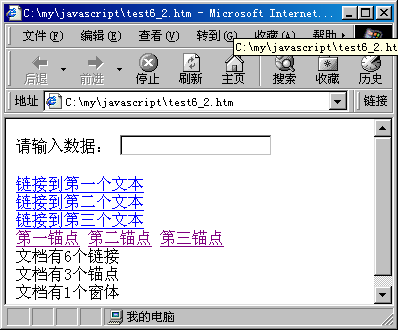 C:\my\javascript\test6_2.htm - Microsoft Internet...
文件(F) 编辑(E) 查看(V) 转到(G) 收藏(A) 帮助
C:\my\javascript\test6_2.ht
后退 前进 停止 刷新 主页 搜索 收藏 历史
地址 C:\my\javascript\test6_2.htm 链接
请输入数据：
链接到第一个文本
链接到第二个文本
链接到第三个文本
第一锚点 第二锚点 第三锚点
文档有6个链接
文档有3个锚点
文档有1个窗体
我的电脑